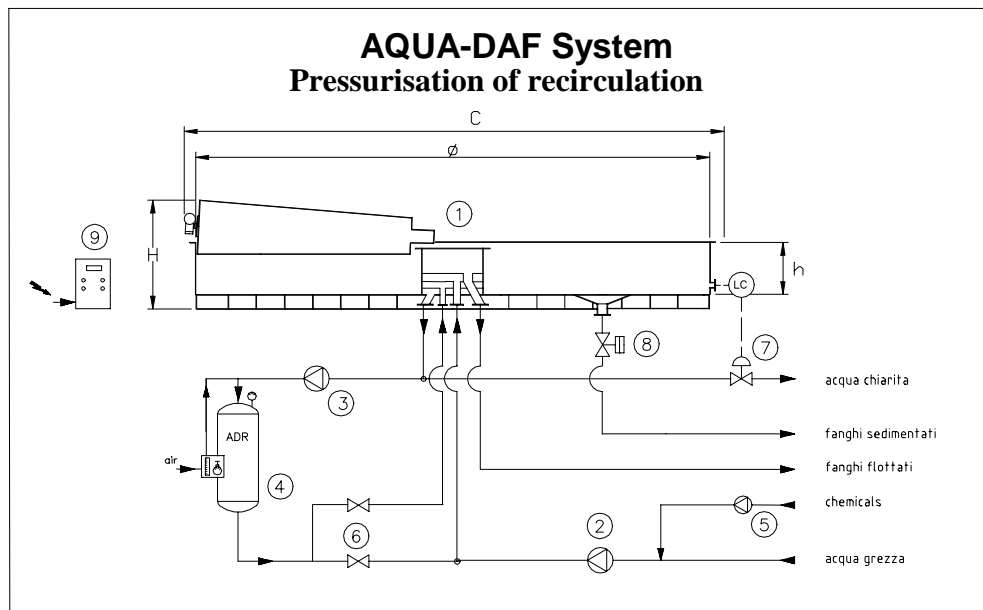 AQUA-DAF System
Pressurisation of recirculation
C
ø
1
H
h
9
LC
8
7
3
acqua chiarita
ADR
fanghi sedimentati
air
fanghi flottati
4
chemicals
5
6
2
acqua grezza